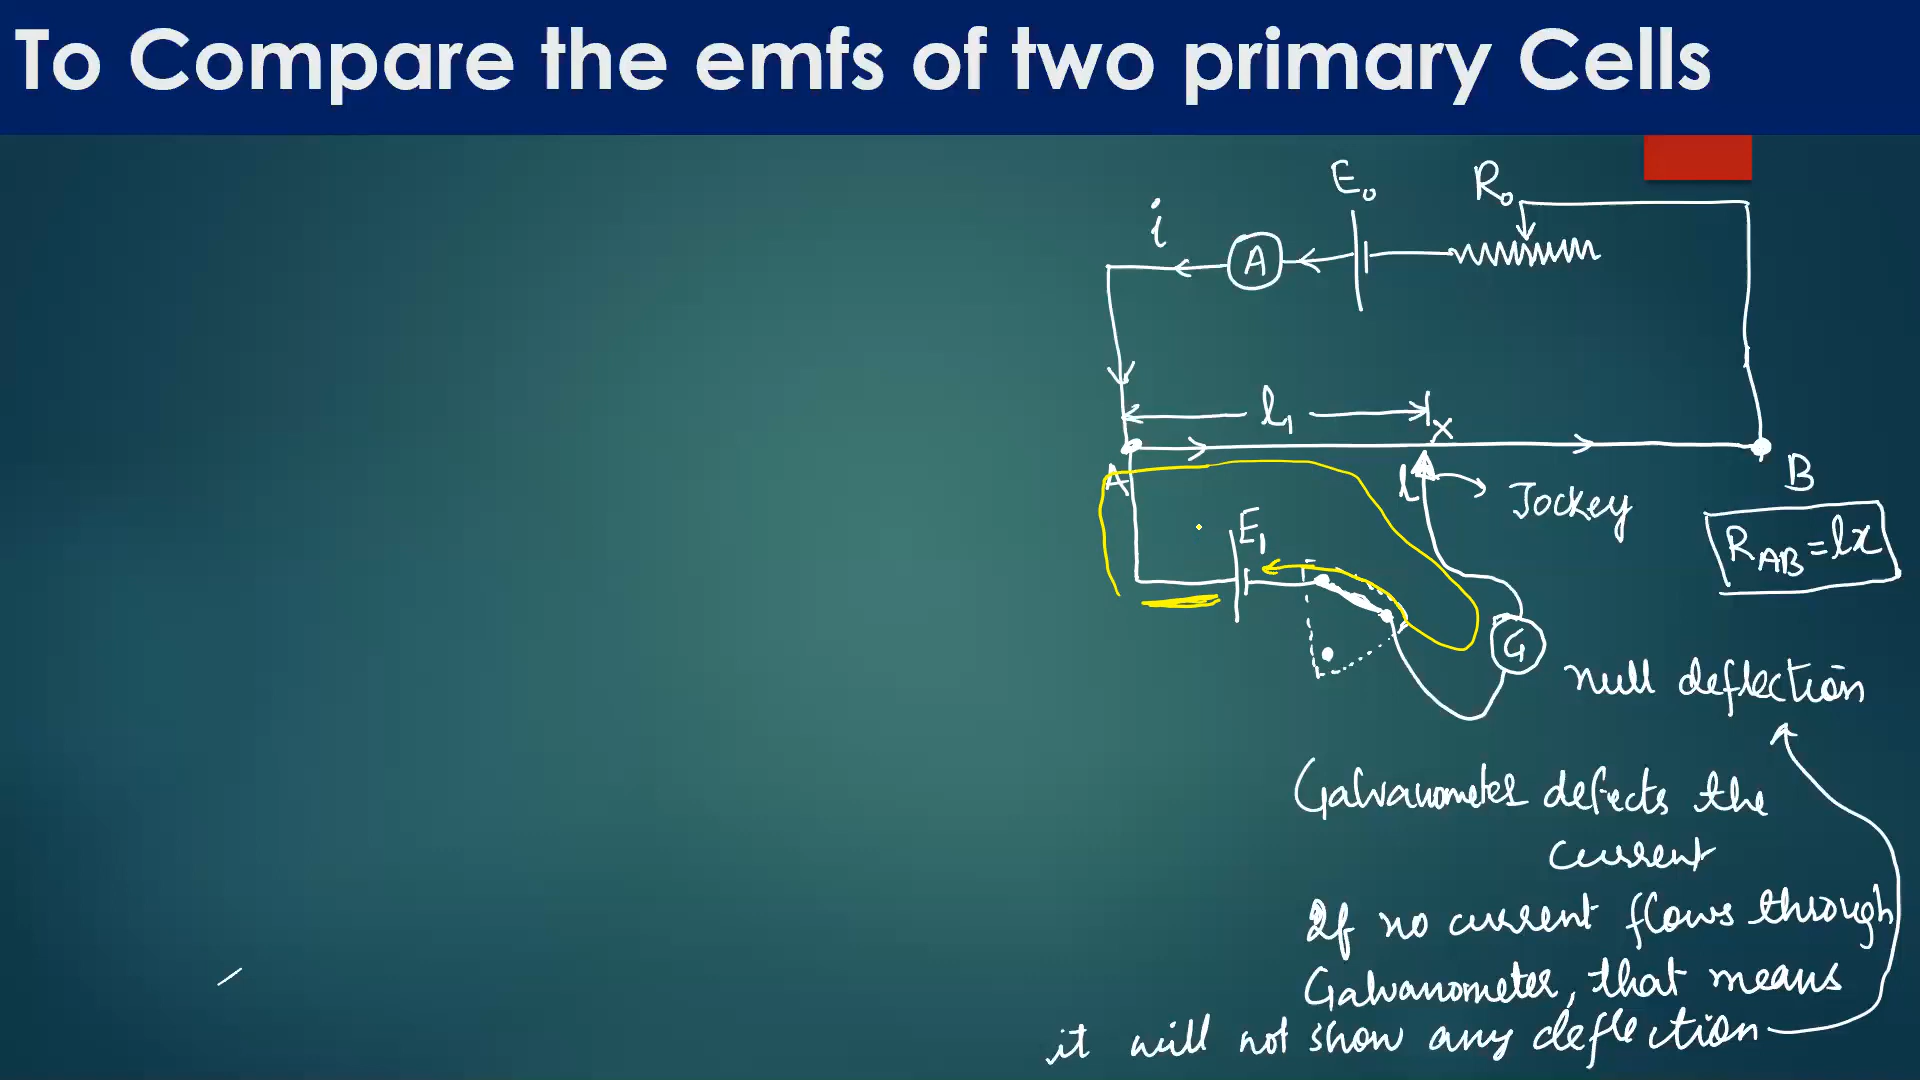 To Compare the emfs of two primary Cells
E₀
R₀
i
A
l₁
X
A
B
l
Jockey
E₁
R_AB = lx
G
null deflection
Galvanometer detects the
current
If no current flows through
Galvanometer, that means
it will not show any deflection